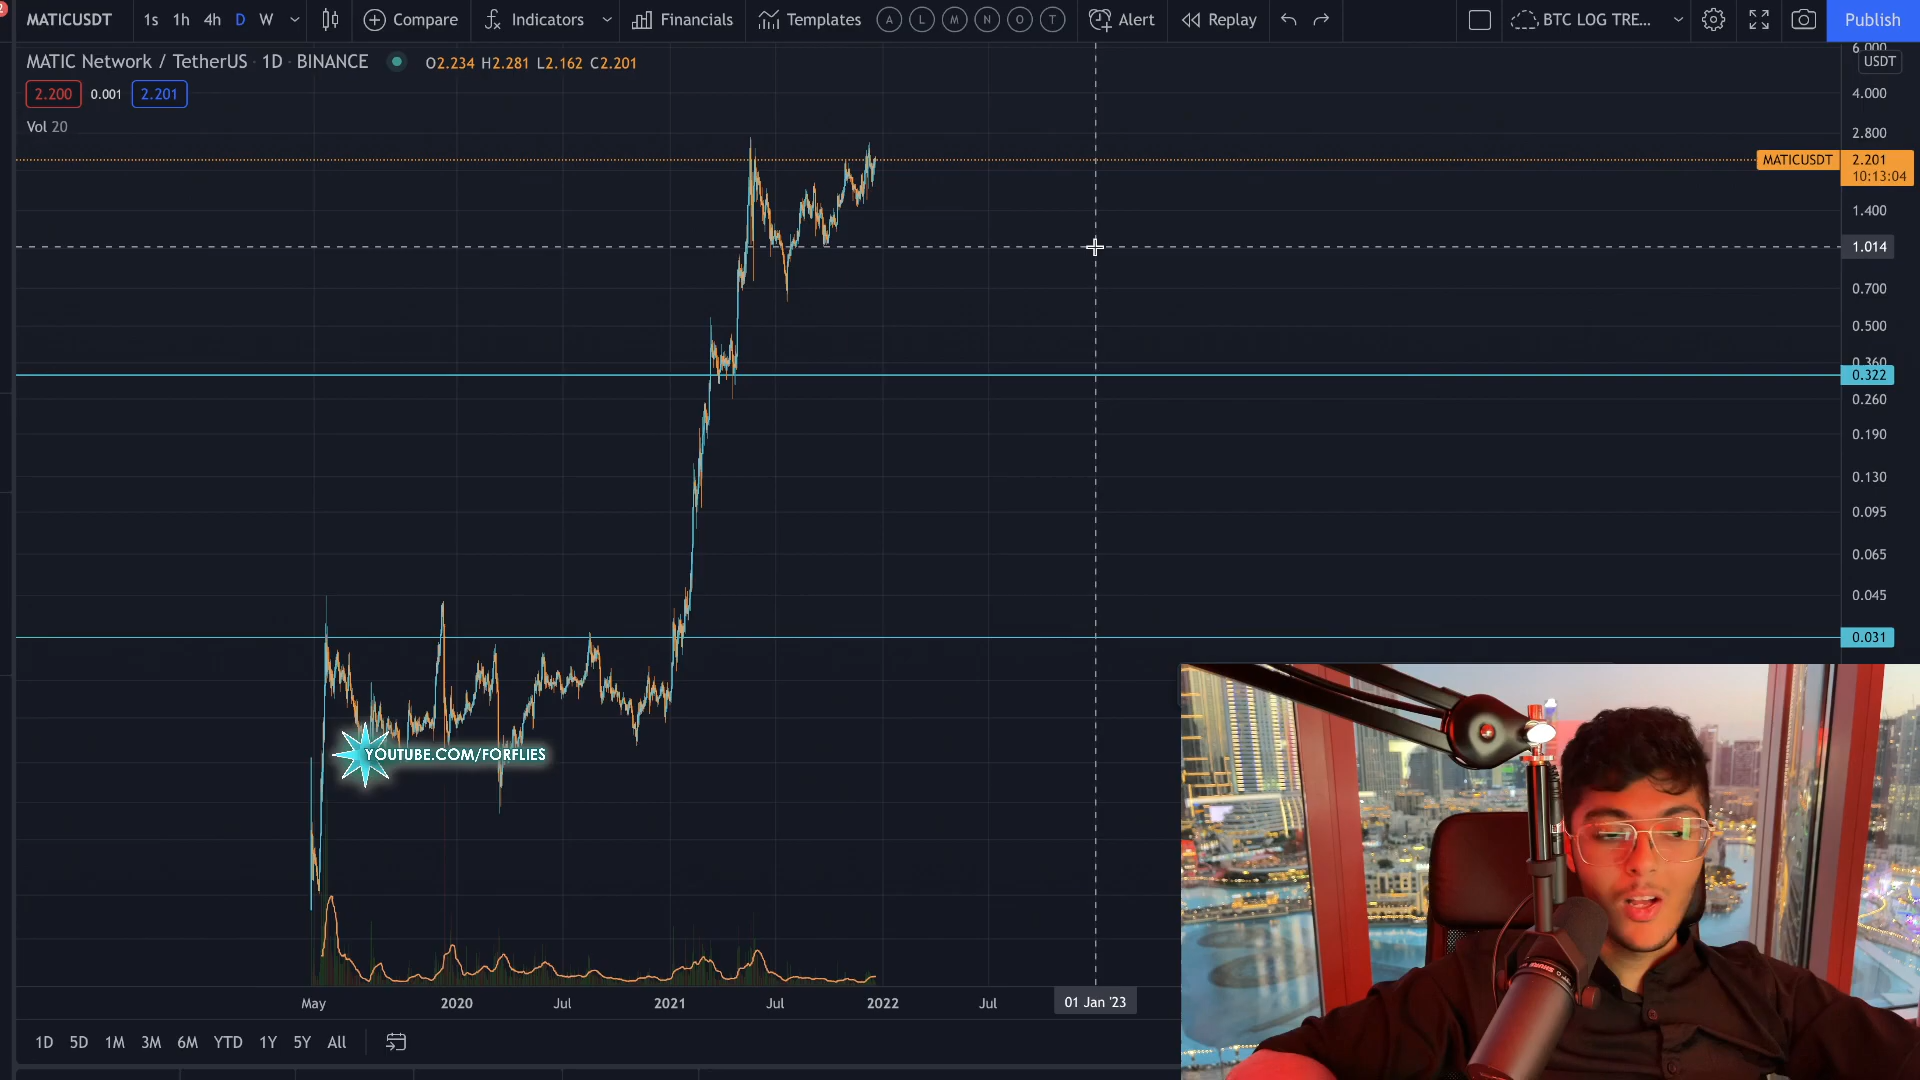 MATICUSDT 1s 1h 4h D W Compare Indicators Financials Templates A L M N O T Alert Replay BTC LOG TRE... Publish
MATIC Network / TetherUS · 1D · BINANCE O2.234 H2.281 L2.162 C2.201
2.200 0.001 2.201
Vol 20
6.000
USDT
4.000
2.800
MATICUSDT 2.201
10:13:04
1.400
1.014
0.700
0.500
0.360
0.322
0.260
0.190
0.130
0.095
0.065
0.045
0.031
YOUTUBE.COM/FORFLIES
May 2020 Jul 2021 Jul 2022 Jul 01 Jan '23
1D 5D 1M 3M 6M YTD 1Y 5Y All